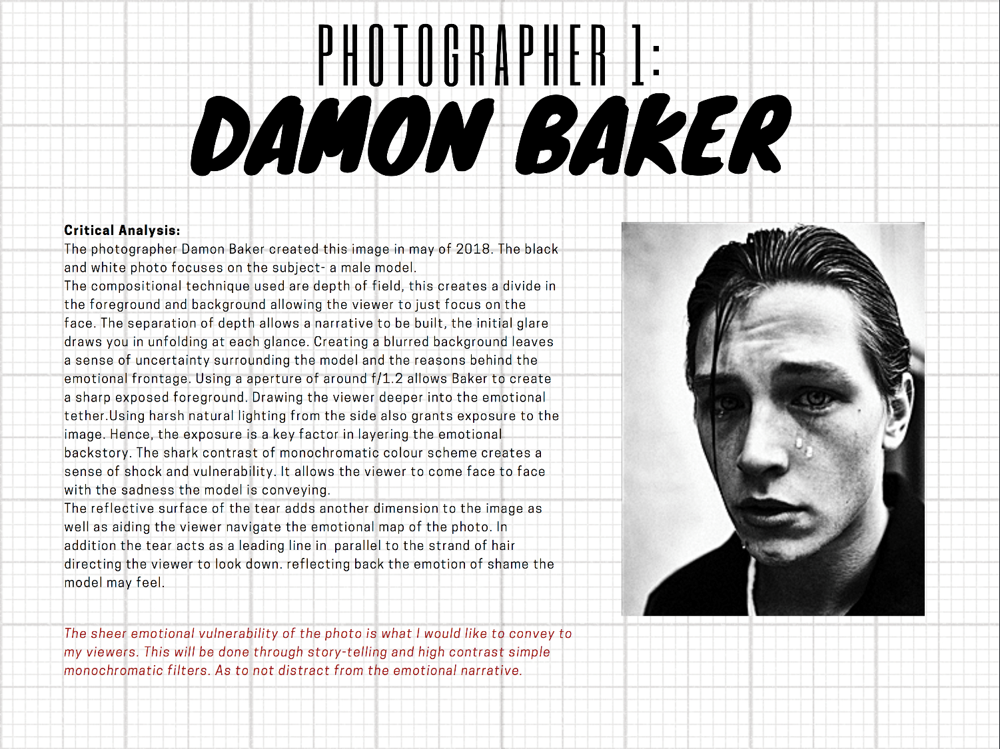 PHOTOGRAPHER 1:
DAMON BAKER
Critical Analysis:
The photographer Damon Baker created this image in may of 2018. The black
and white photo focuses on the subject- a male model.
The compositional technique used are depth of field, this creates a divide in
the foreground and background allowing the viewer to just focus on the
face. The separation of depth allows a narrative to be built, the initial glare
draws you in unfolding at each glance. Creating a blurred background leaves
a sense of uncertainty surrounding the model and the reasons behind the
emotional frontage. Using a aperture of around f/1.2 allows Baker to create
a sharp exposed foreground. Drawing the viewer deeper into the emotional
tether.Using harsh natural lighting from the side also grants exposure to the
image. Hence, the exposure is a key factor in layering the emotional
backstory. The shark contrast of monochromatic colour scheme creates a
sense of shock and vulnerability. It allows the viewer to come face to face
with the sadness the model is conveying.
The reflective surface of the tear adds another dimension to the image as
well as aiding the viewer navigate the emotional map of the photo. In
addition the tear acts as a leading line in  parallel to the strand of hair
directing the viewer to look down. reflecting back the emotion of shame the
model may feel.
The sheer emotional vulnerability of the photo is what I would like to convey to
my viewers. This will be done through story-telling and high contrast simple
monochromatic filters. As to not distract from the emotional narrative.